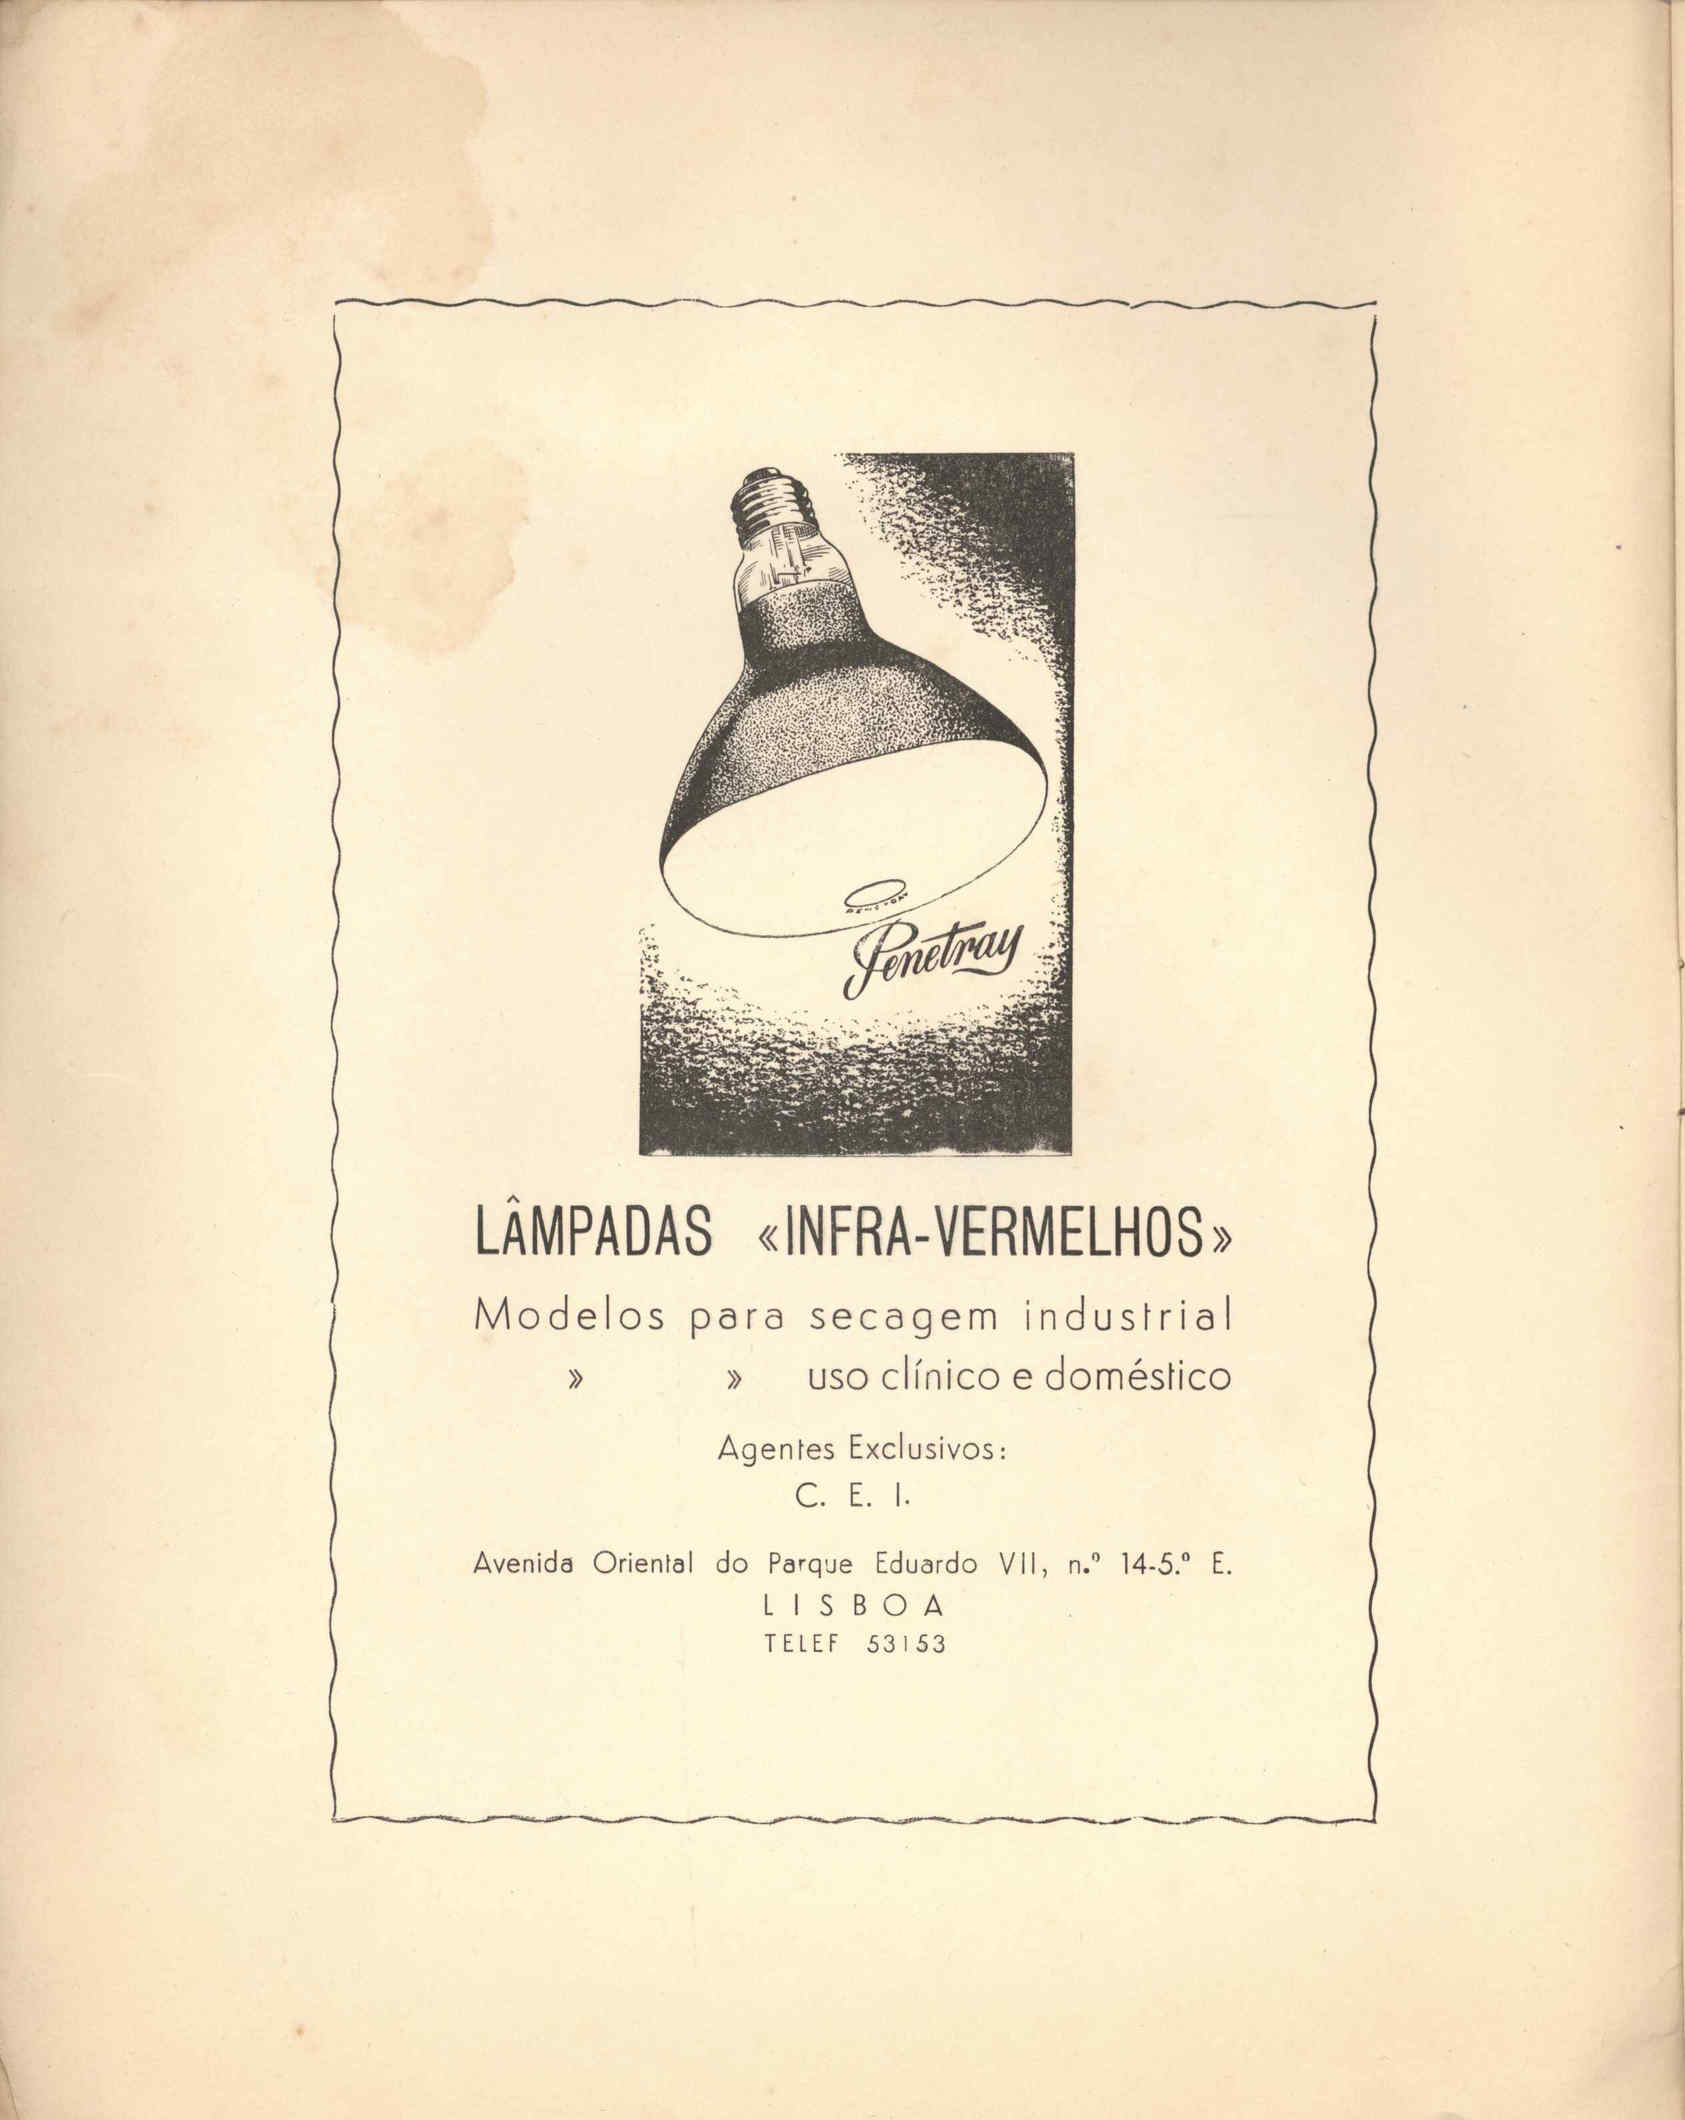 Penetray
LÂMPADAS «INFRA-VERMELHOS»
Modelos para secagem industrial
» » uso clínico e doméstico
Agentes Exclusivos:
C. E. I.
Avenida Oriental do Parque Eduardo VII, n.º 14-5.º E.
LISBOA
TELEF 53153